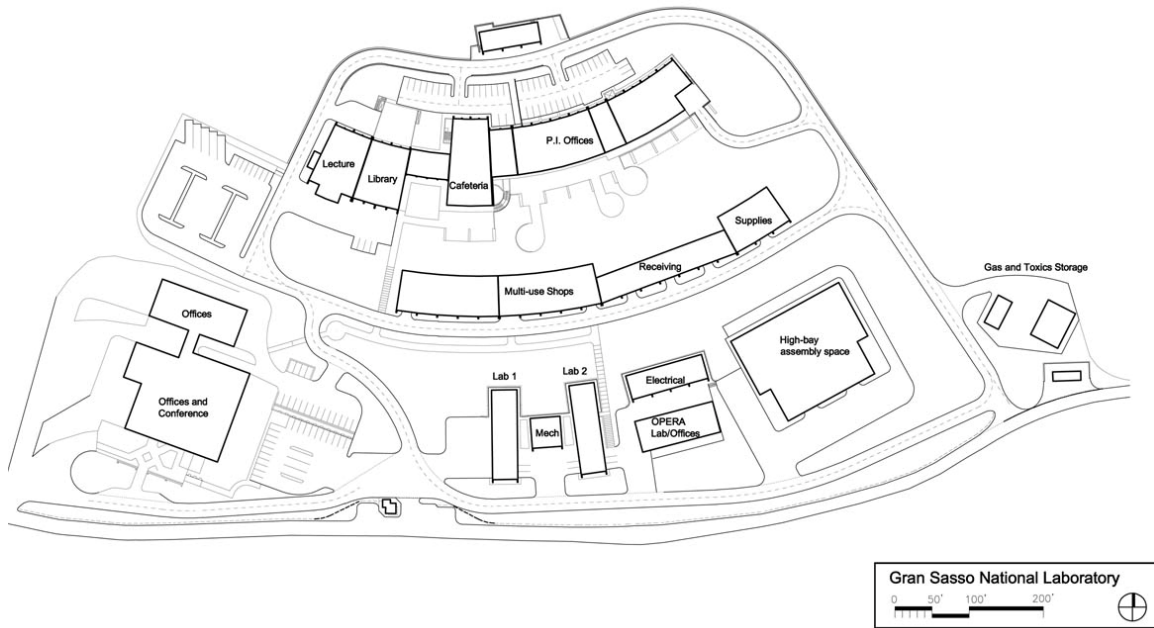 P.I. Offices
Lecture
Library
Cafeteria
Supplies
Receiving
Gas and Toxics Storage
Multi-use Shops
Offices
High-bay
assembly space
Lab 1
Lab 2
Electrical
Offices and
Conference
Mech
OPERA
Lab/Offices
Gran Sasso National Laboratory
0 50' 100' 200'